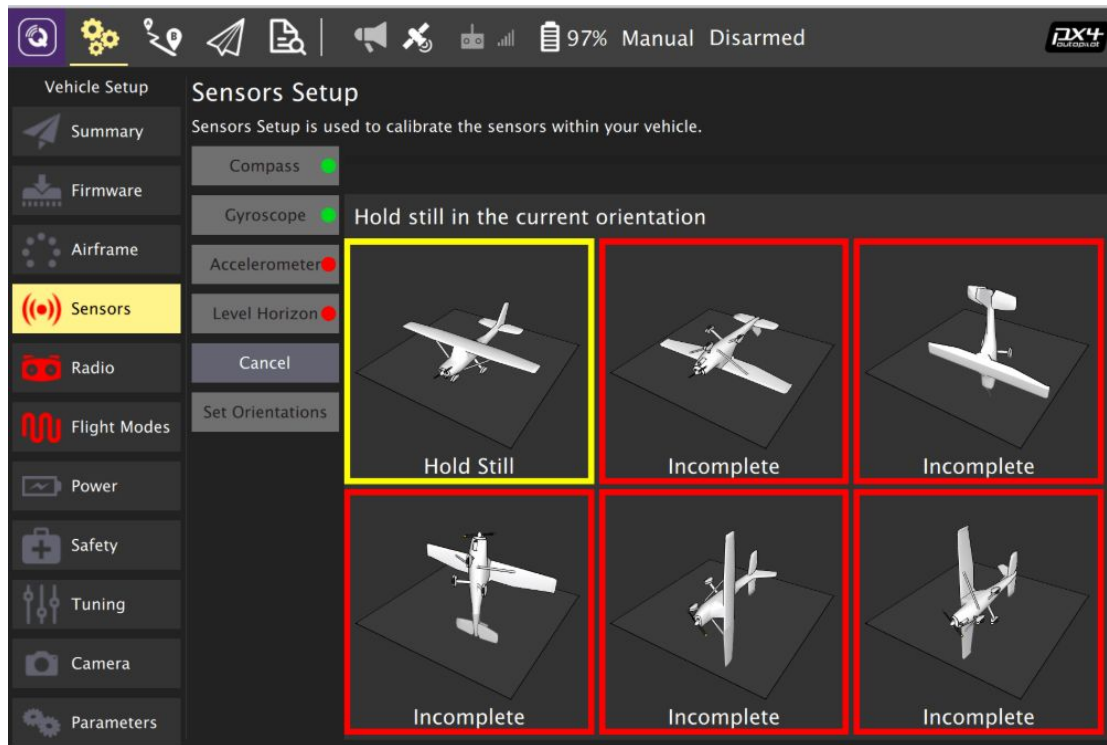 97% Manual Disarmed
PX4
autopilot
Vehicle Setup
Summary
Firmware
Airframe
Sensors
Radio
Flight Modes
Power
Safety
Tuning
Camera
Parameters
Sensors Setup
Sensors Setup is used to calibrate the sensors within your vehicle.
Compass
Gyroscope
Accelerometer
Level Horizon
Cancel
Set Orientations
Hold still in the current orientation
Hold Still
Incomplete
Incomplete
Incomplete
Incomplete
Incomplete